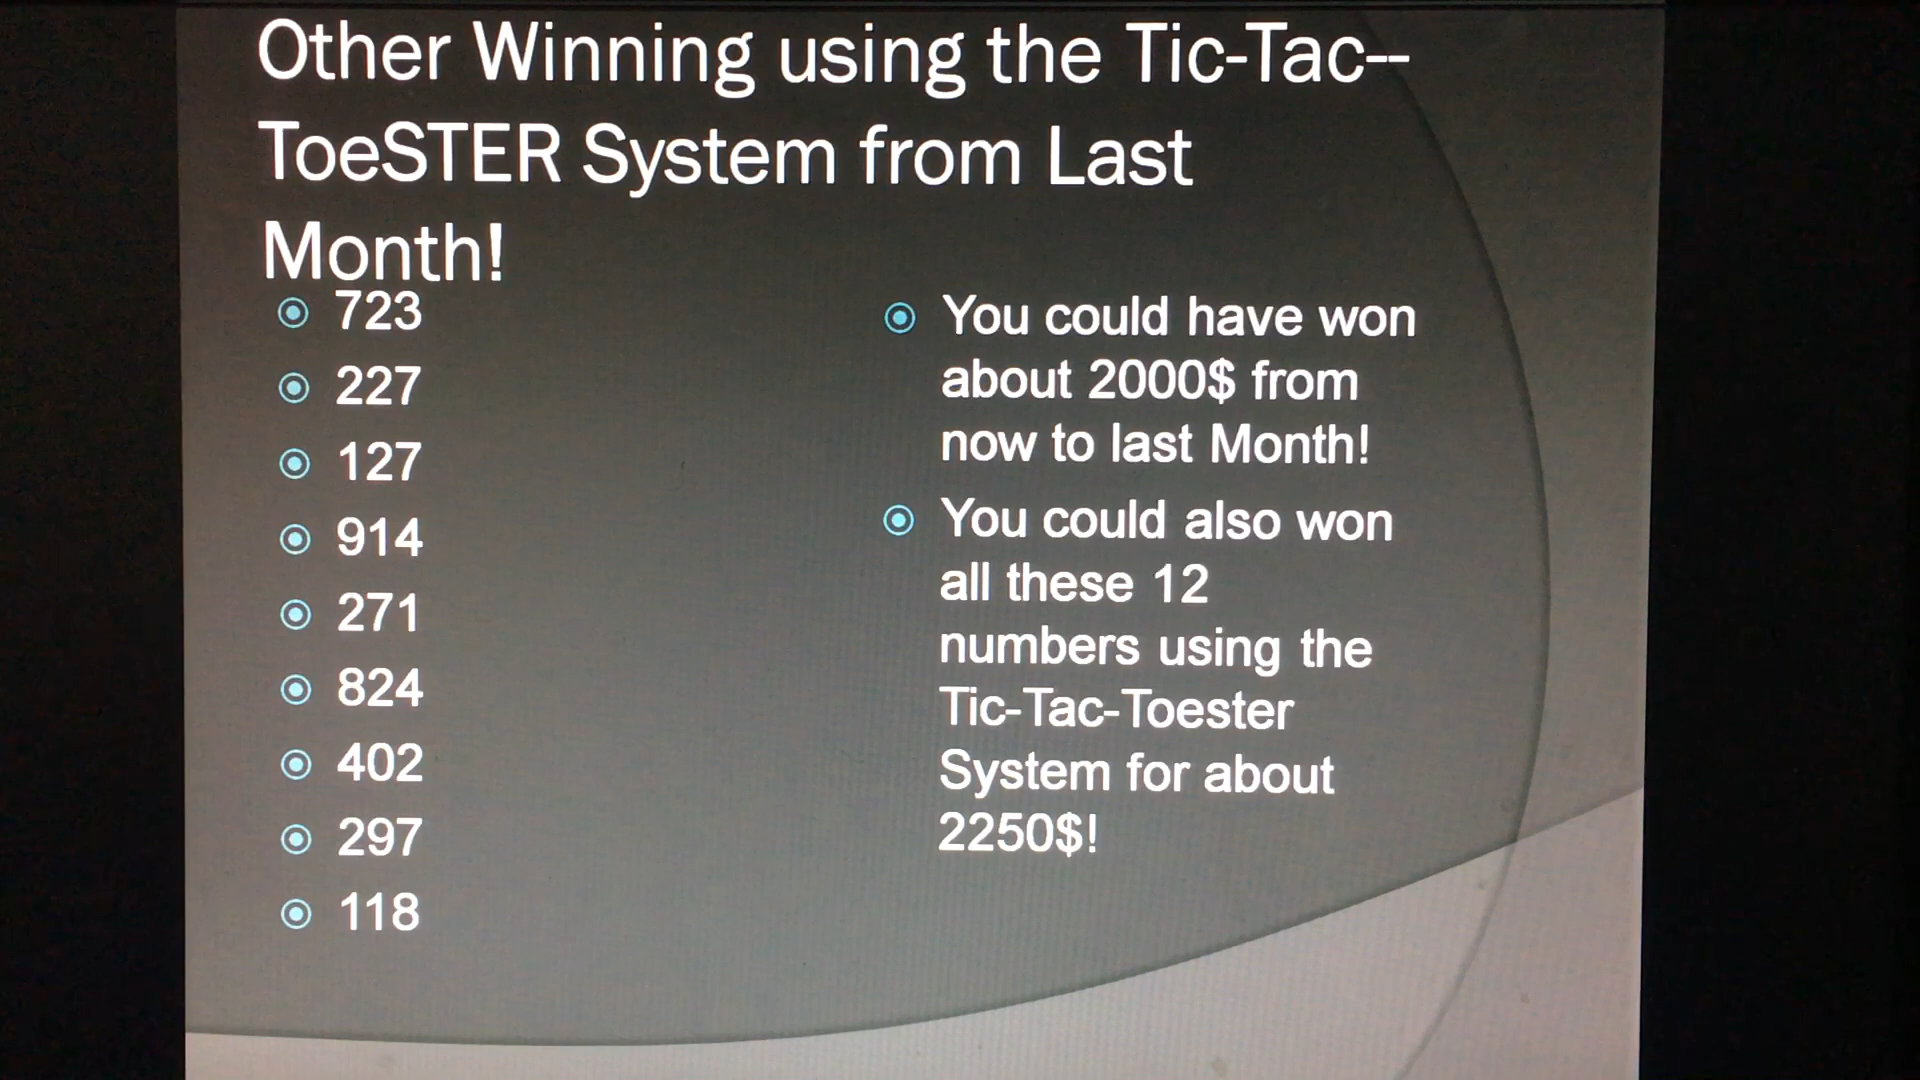 Other Winning using the Tic-Tac--
ToeSTER System from Last
Month!
723
227
127
914
271
824
402
297
118
You could have won
about 2000$ from
now to last Month!
You could also won
all these 12
numbers using the
Tic-Tac-Toester
System for about
2250$!